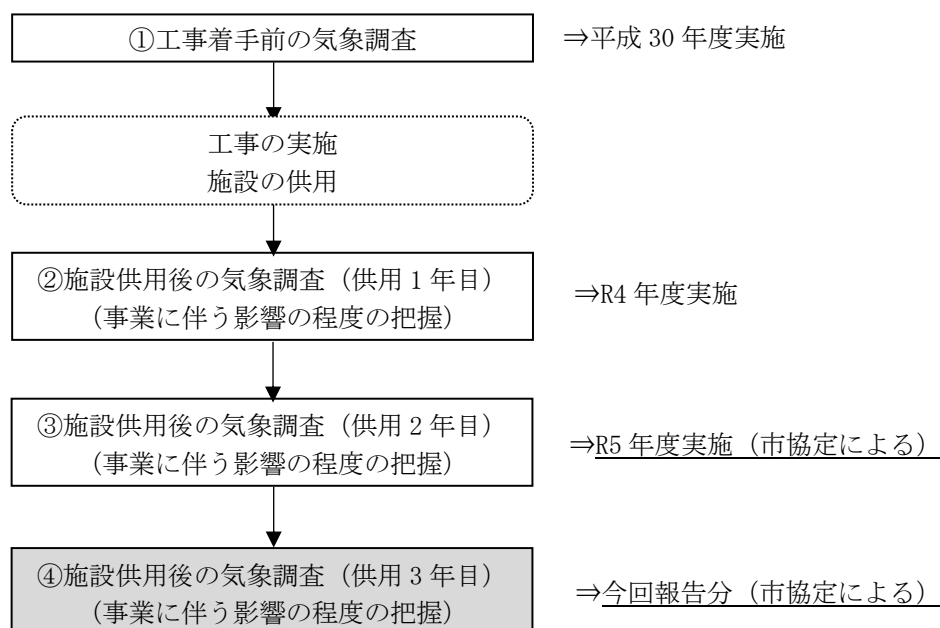 ①工事着手前の気象調査 ⇒平成 30 年度実施
工事の実施
施設の供用
②施設供用後の気象調査（供用 1 年目）
（事業に伴う影響の程度の把握）
⇒R4 年度実施
③施設供用後の気象調査（供用 2 年目）
（事業に伴う影響の程度の把握）
⇒R5 年度実施（市協定による）
④施設供用後の気象調査（供用 3 年目）
（事業に伴う影響の程度の把握）
⇒今回報告分（市協定による）